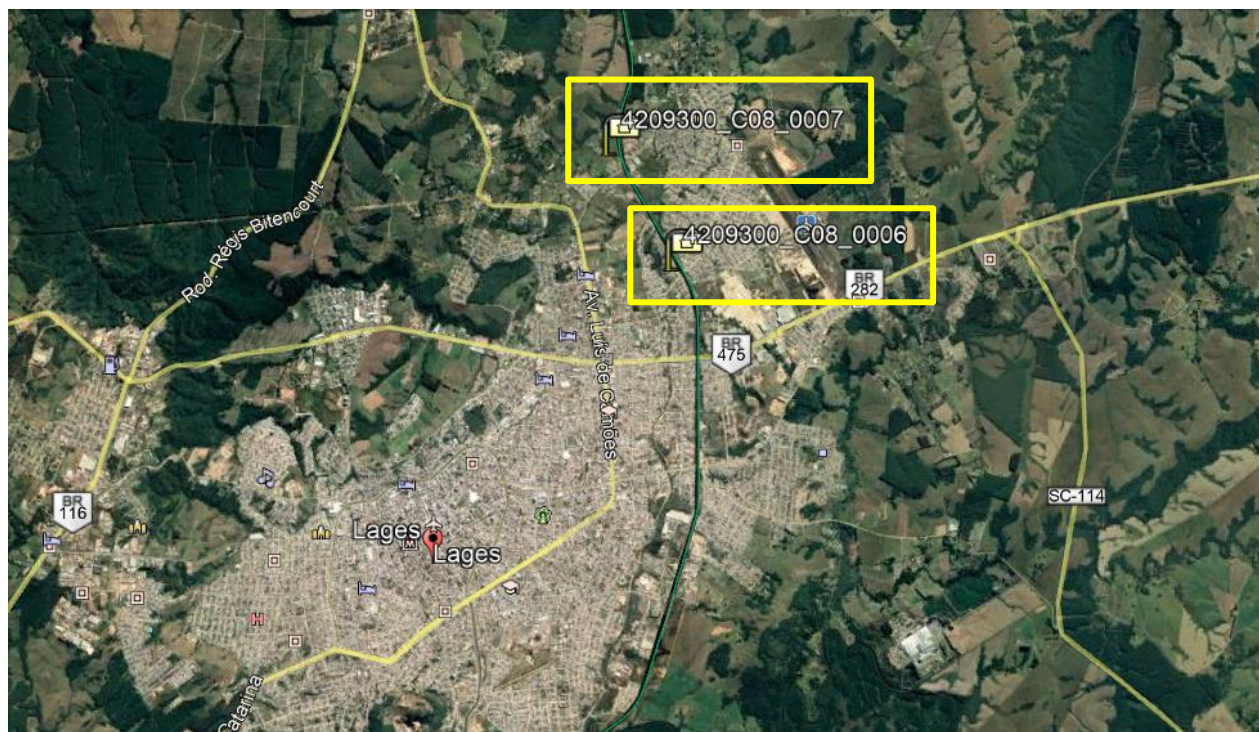 4209300_C08_0007
Rod. Régis Bitencourt
4209300_C08_0006
BR
282
Av. Luís de Camões
BR
475
BR
116
SC-114
Lages
Lages
Catarina